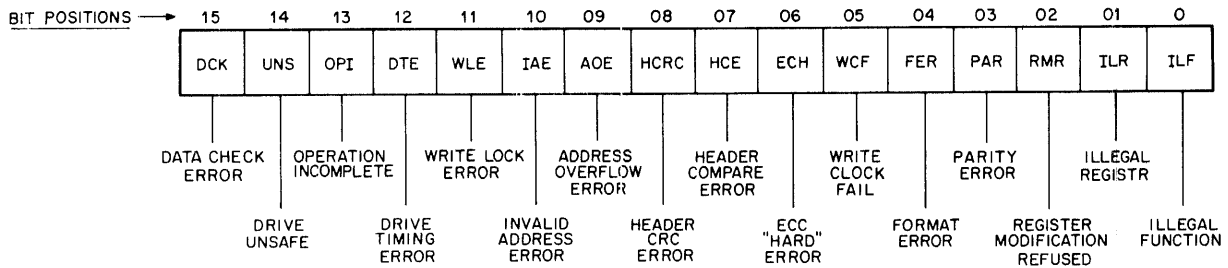 BIT POSITIONS 15 14 13 12 11 10 09 08 07 06 05 04 03 02 01 0
DCK UNS OPI DTE WLE IAE AOE HCRC HCE ECH WCF FER PAR RMR ILR ILF
DATA CHECK
ERROR
OPERATION
INCOMPLETE
WRITE LOCK
ERROR
ADDRESS
OVERFLOW
ERROR
HEADER
COMPARE
ERROR
WRITE
CLOCK
FAIL
PARITY
ERROR
ILLEGAL
REGISTR
DRIVE
UNSAFE
DRIVE
TIMING
ERROR
INVALID
ADDRESS
ERROR
HEADER
CRC
ERROR
ECC
"HARD"
ERROR
FORMAT
ERROR
REGISTER
MODIFICATION
REFUSED
ILLEGAL
FUNCTION